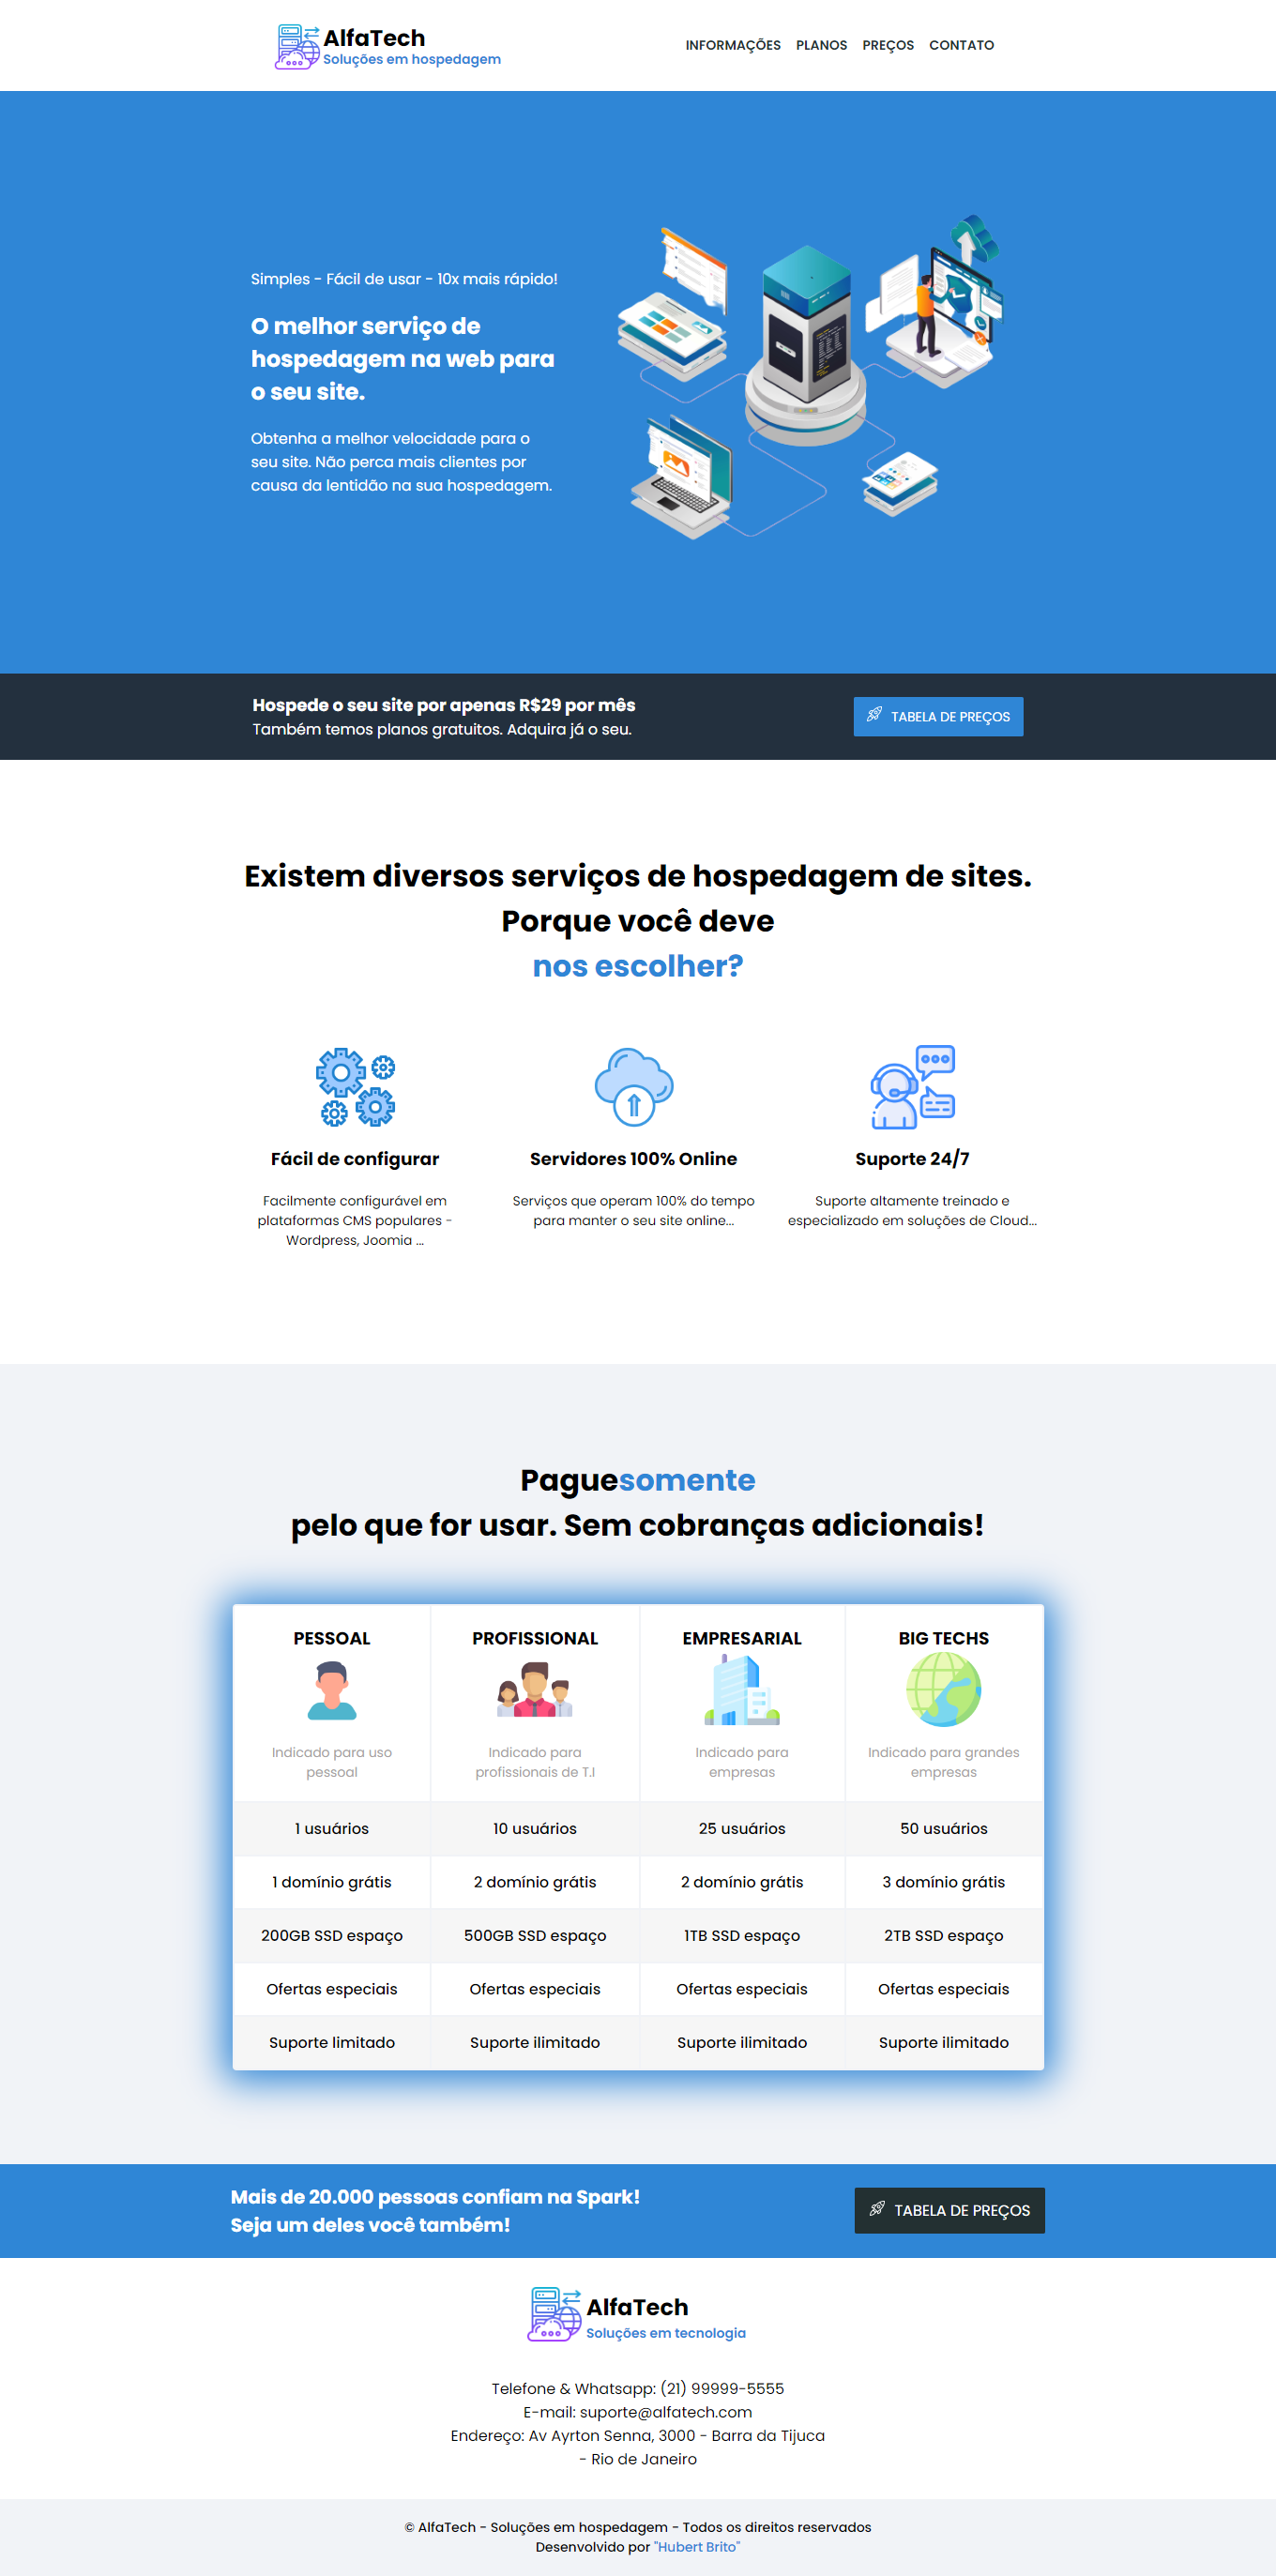 AlfaTech
Soluções em hospedagem
INFORMAÇÕES PLANOS PREÇOS CONTATO
Simples - Fácil de usar - 10x mais rápido!
O melhor serviço de
hospedagem na web para
o seu site.
Obtenha a melhor velocidade para o
seu site. Não perca mais clientes por
causa da lentidão na sua hospedagem.
Hospede o seu site por apenas R$29 por mês
Também temos planos gratuitos. Adquira já o seu.
TABELA DE PREÇOS
Existem diversos serviços de hospedagem de sites.
Porque você deve
nos escolher?
Fácil de configurar
Facilmente configurável em
plataformas CMS populares -
Wordpress, Joomia ...
Servidores 100% Online
Serviços que operam 100% do tempo
para manter o seu site online...
Suporte 24/7
Suporte altamente treinado e
especializado em soluções de Cloud...
Paguesomente
pelo que for usar. Sem cobranças adicionais!
PESSOAL PROFISSIONAL EMPRESARIAL BIG TECHS
Indicado para uso
pessoal
Indicado para
profissionais de T.I
Indicado para
empresas
Indicado para grandes
empresas
1 usuários 10 usuários 25 usuários 50 usuários
1 domínio grátis 2 domínio grátis 2 domínio grátis 3 domínio grátis
200GB SSD espaço 500GB SSD espaço 1TB SSD espaço 2TB SSD espaço
Ofertas especiais Ofertas especiais Ofertas especiais Ofertas especiais
Suporte limitado Suporte ilimitado Suporte ilimitado Suporte ilimitado
Mais de 20.000 pessoas confiam na Spark!
Seja um deles você também!
TABELA DE PREÇOS
AlfaTech
Soluções em tecnologia
Telefone & Whatsapp: (21) 99999-5555
E-mail: suporte@alfatech.com
Endereço: Av Ayrton Senna, 3000 - Barra da Tijuca
- Rio de Janeiro
© AlfaTech - Soluções em hospedagem - Todos os direitos reservados
Desenvolvido por "Hubert Brito"